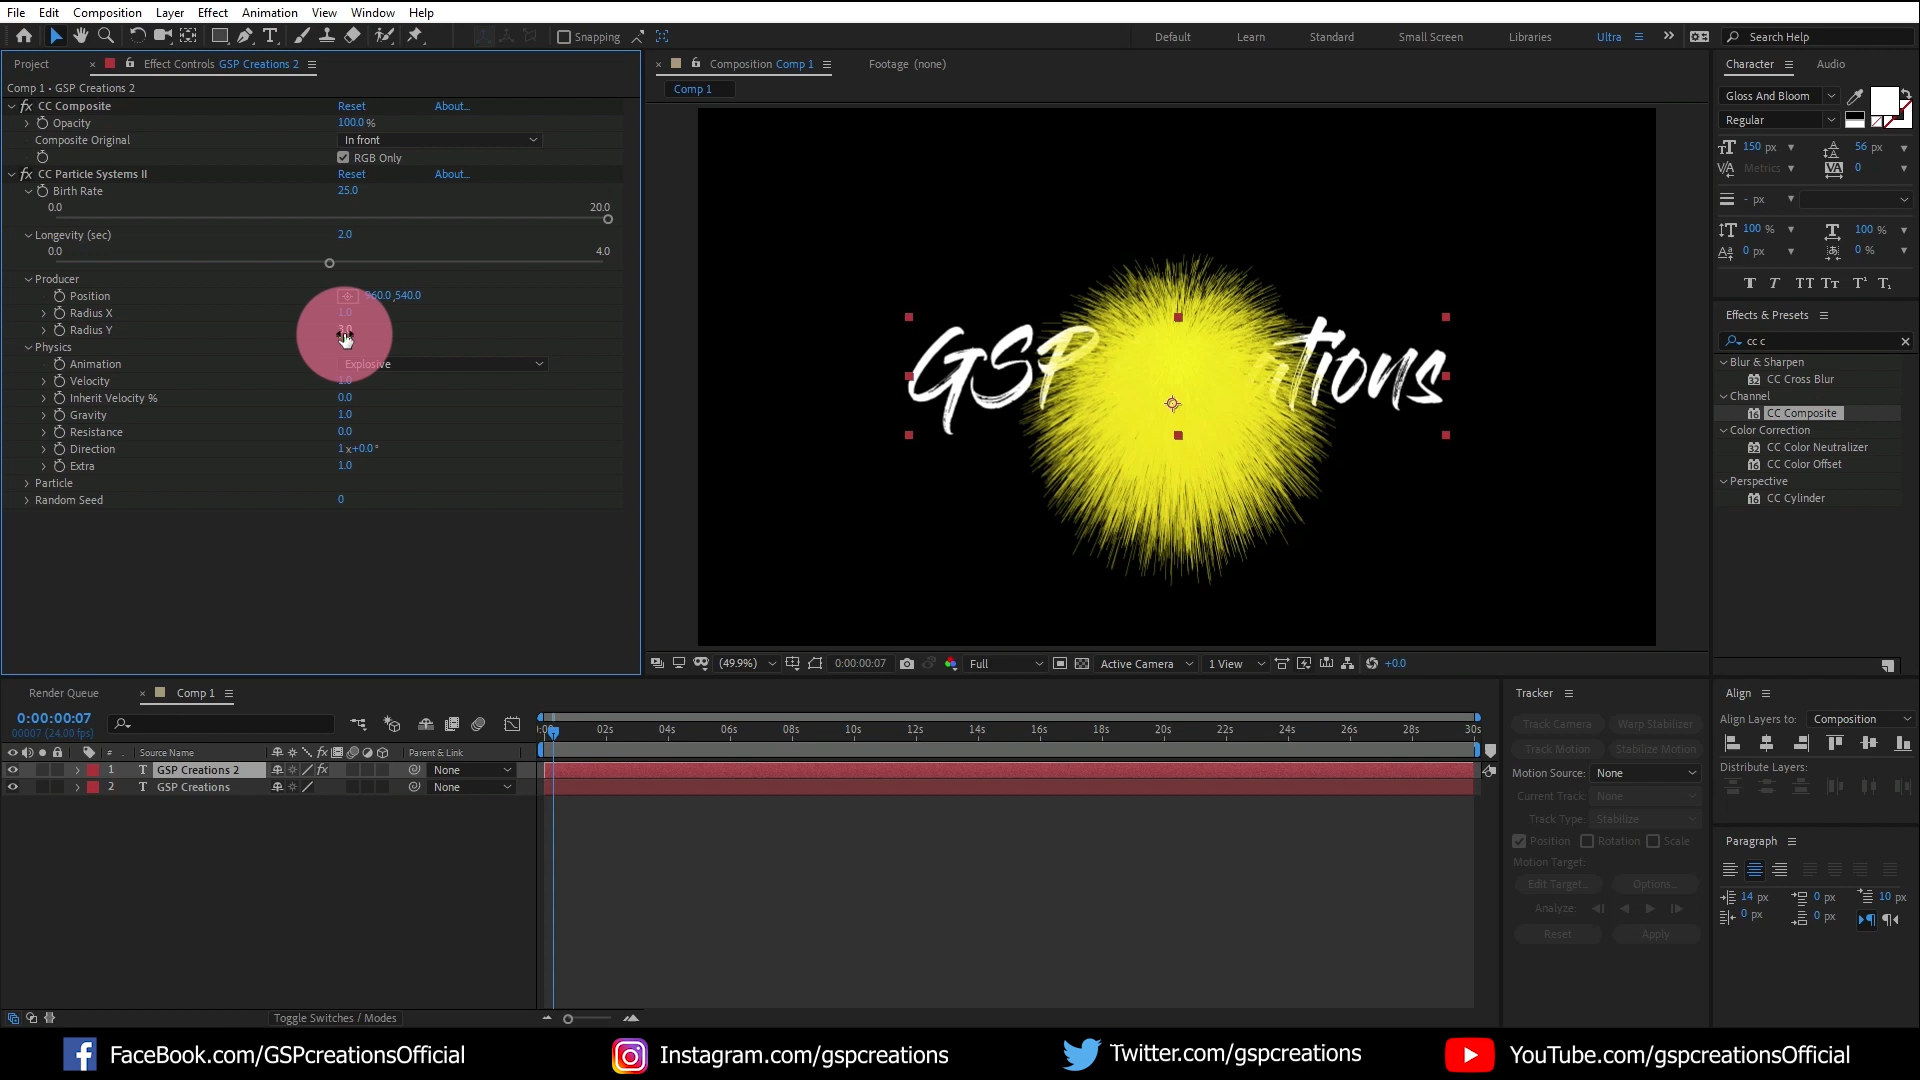 File Edit Composition Layer Effect Animation View Window Help
Snapping Default Learn Standard Small Screen Libraries Ultra Search Help
Project Effect Controls GSP Creations 2
Composition Comp 1 Footage (none)
Character Audio
Comp 1 • GSP Creations 2
Comp 1
CC Composite Reset About...
Opacity 100.0 %
Composite Original In front
RGB Only
CC Particle Systems II Reset About...
Birth Rate 25.0
0.0 20.0
Longevity (sec) 2.0
0.0 4.0
Producer
Position 960.0 ,540.0
Radius X 1.0
Radius Y
Physics
Animation Explosive
Velocity 1.0
Inherit Velocity % 0.0
Gravity 1.0
Resistance 0.0
Direction 1 x+0.0 °
Extra 1.0
Particle
Random Seed 0
GSP ations
(49.9%) 0:00:00:07 Full Active Camera 1 View +0.0
Gloss And Bloom
Regular
150 px 56 px
Metrics 0
- px
100 % 100 %
0 px 0 %
Effects & Presets
cc c
Blur & Sharpen
CC Cross Blur
Channel
CC Composite
Color Correction
CC Color Neutralizer
CC Color Offset
Perspective
CC Cylinder
Render Queue Comp 1
0:00:00:07
00007 (24.00 fps)
02s 04s 06s 08s 10s 12s 14s 16s 18s 20s 22s 24s 26s 28s 30s
# Source Name Parent & Link
1 T GSP Creations 2 None
2 T GSP Creations None
Toggle Switches / Modes
Tracker
Track Camera Warp Stabilizer
Track Motion Stabilize Motion
Motion Source: None
Current Track: None
Track Type: Stabilize
Position Rotation Scale
Motion Target:
Edit Target... Options...
Analyze:
Reset Apply
Align
Align Layers to: Composition
Distribute Layers:
Paragraph
14 px 0 px 10 px
0 px 0 px
FaceBook.com/GSPcreationsOfficial Instagram.com/gspcreations Twitter.com/gspcreations YouTube.com/gspcreationsOfficial